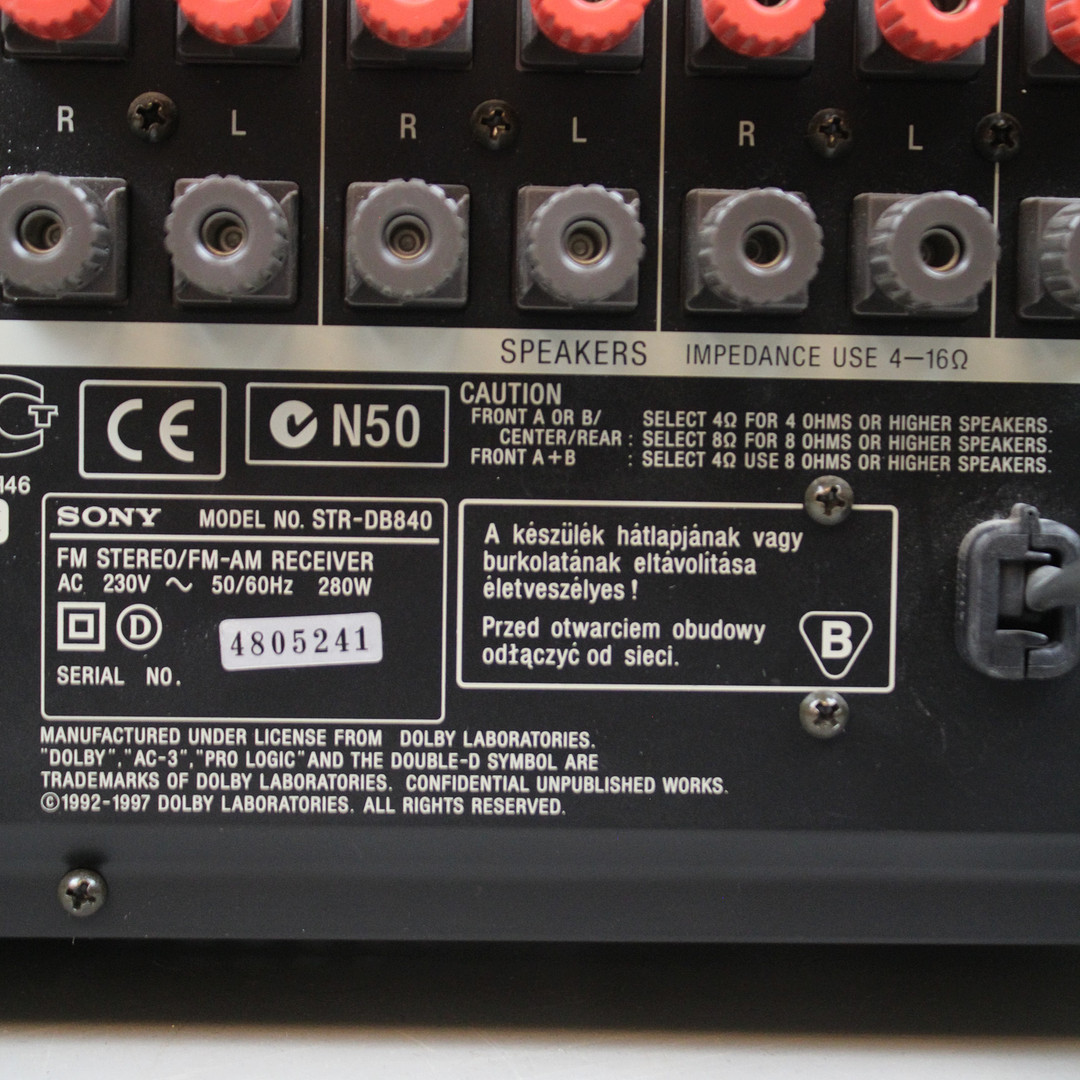 R L R L R L
SPEAKERS IMPEDANCE USE 4–16Ω
CE
N50
146
CAUTION
FRONT A OR B/ SELECT 4Ω FOR 4 OHMS OR HIGHER SPEAKERS.
CENTER/REAR : SELECT 8Ω FOR 8 OHMS OR HIGHER SPEAKERS.
FRONT A+B : SELECT 4Ω USE 8 OHMS OR HIGHER SPEAKERS.
SONY MODEL NO. STR-DB840
FM STEREO/FM-AM RECEIVER
AC 230V ～ 50/60Hz 280W
D
4805241
SERIAL NO.
A készülék hátlapjának vagy
burkolatának eltávolítása
életveszélyes !
Przed otwarciem obudowy
odłączyć od sieci.
B
MANUFACTURED UNDER LICENSE FROM DOLBY LABORATORIES.
"DOLBY","AC-3","PRO LOGIC" AND THE DOUBLE-D SYMBOL ARE
TRADEMARKS OF DOLBY LABORATORIES. CONFIDENTIAL UNPUBLISHED WORKS.
©1992-1997 DOLBY LABORATORIES. ALL RIGHTS RESERVED.